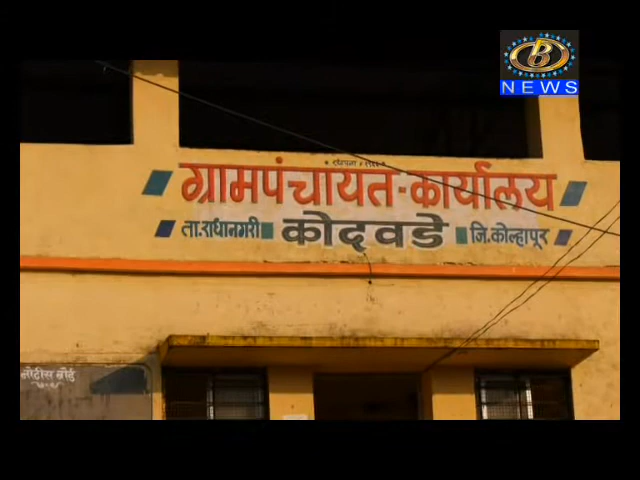 B
NEWS
ग्रामपंचायत-कार्यालय
ता.राधानगरी कोदवडे जि.कोल्हापूर
नोटीस बोर्ड